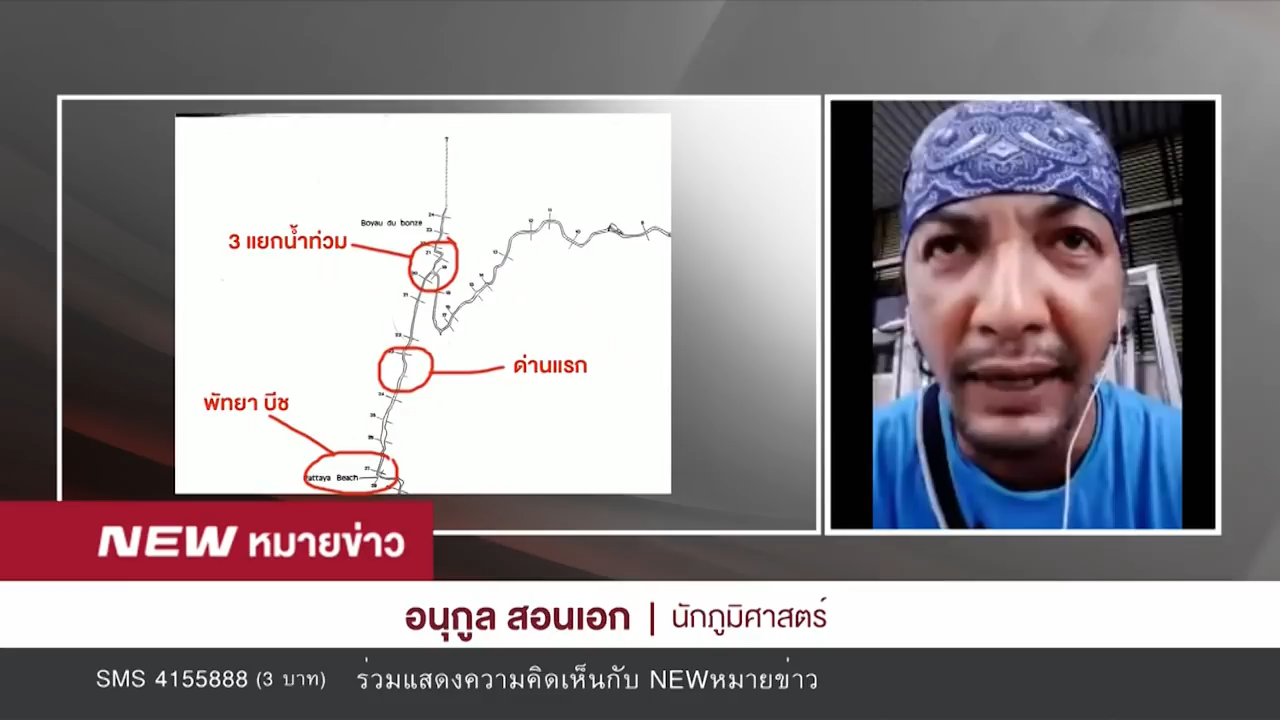 Boyau du bonze
3 แยกน้ำท่วม
ด่านแรก
พัทยา บีช
attaya Beach
NEW หมายข่าว
อนุกูล สอนเอก | นักภูมิศาสตร์
SMS 4155888 (3 บาท) ร่วมแสดงความคิดเห็นกับ NEWหมายข่าว